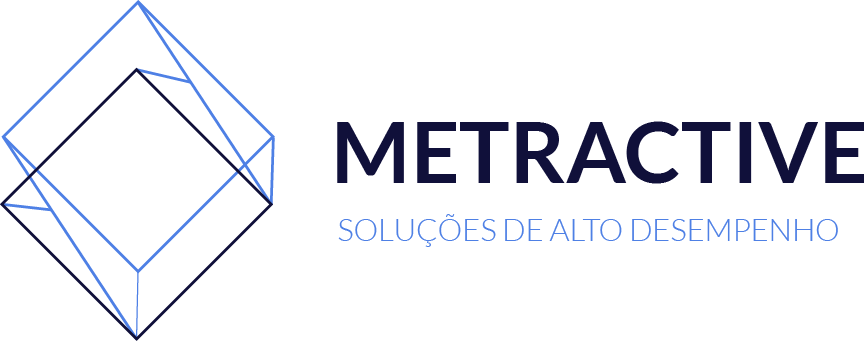 METRACTIVE
SOLUÇÕES DE ALTO DESEMPENHO